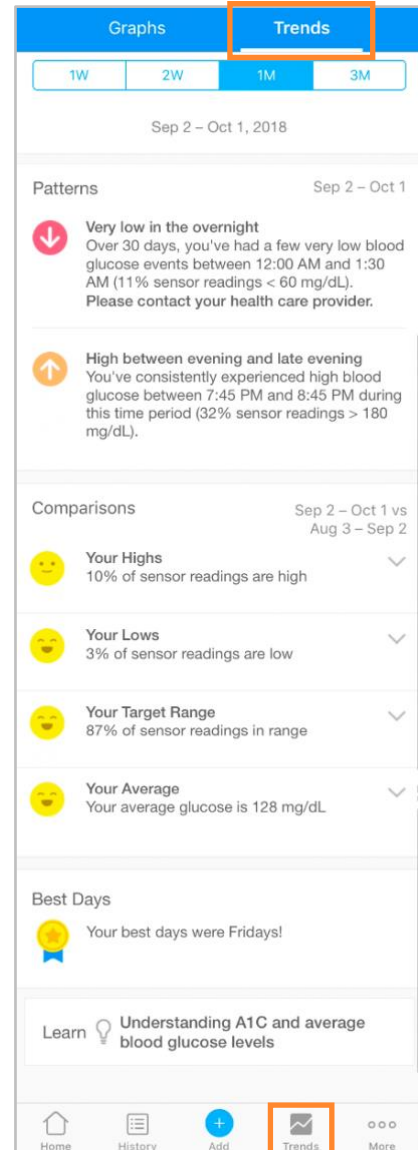 Graphs Trends
1W 2W 1M 3M
Sep 2 – Oct 1, 2018
Patterns Sep 2 – Oct 1
Very low in the overnight
Over 30 days, you've had a few very low blood
glucose events between 12:00 AM and 1:30
AM (11% sensor readings < 60 mg/dL).
Please contact your health care provider.
High between evening and late evening
You've consistently experienced high blood
glucose between 7:45 PM and 8:45 PM during
this time period (32% sensor readings > 180
mg/dL).
Comparisons Sep 2 – Oct 1 vs
Aug 3 – Sep 2
Your Highs
10% of sensor readings are high
Your Lows
3% of sensor readings are low
Your Target Range
87% of sensor readings in range
Your Average
Your average glucose is 128 mg/dL
Best Days
Your best days were Fridays!
Learn Understanding A1C and average
blood glucose levels
Home History Add Trends More